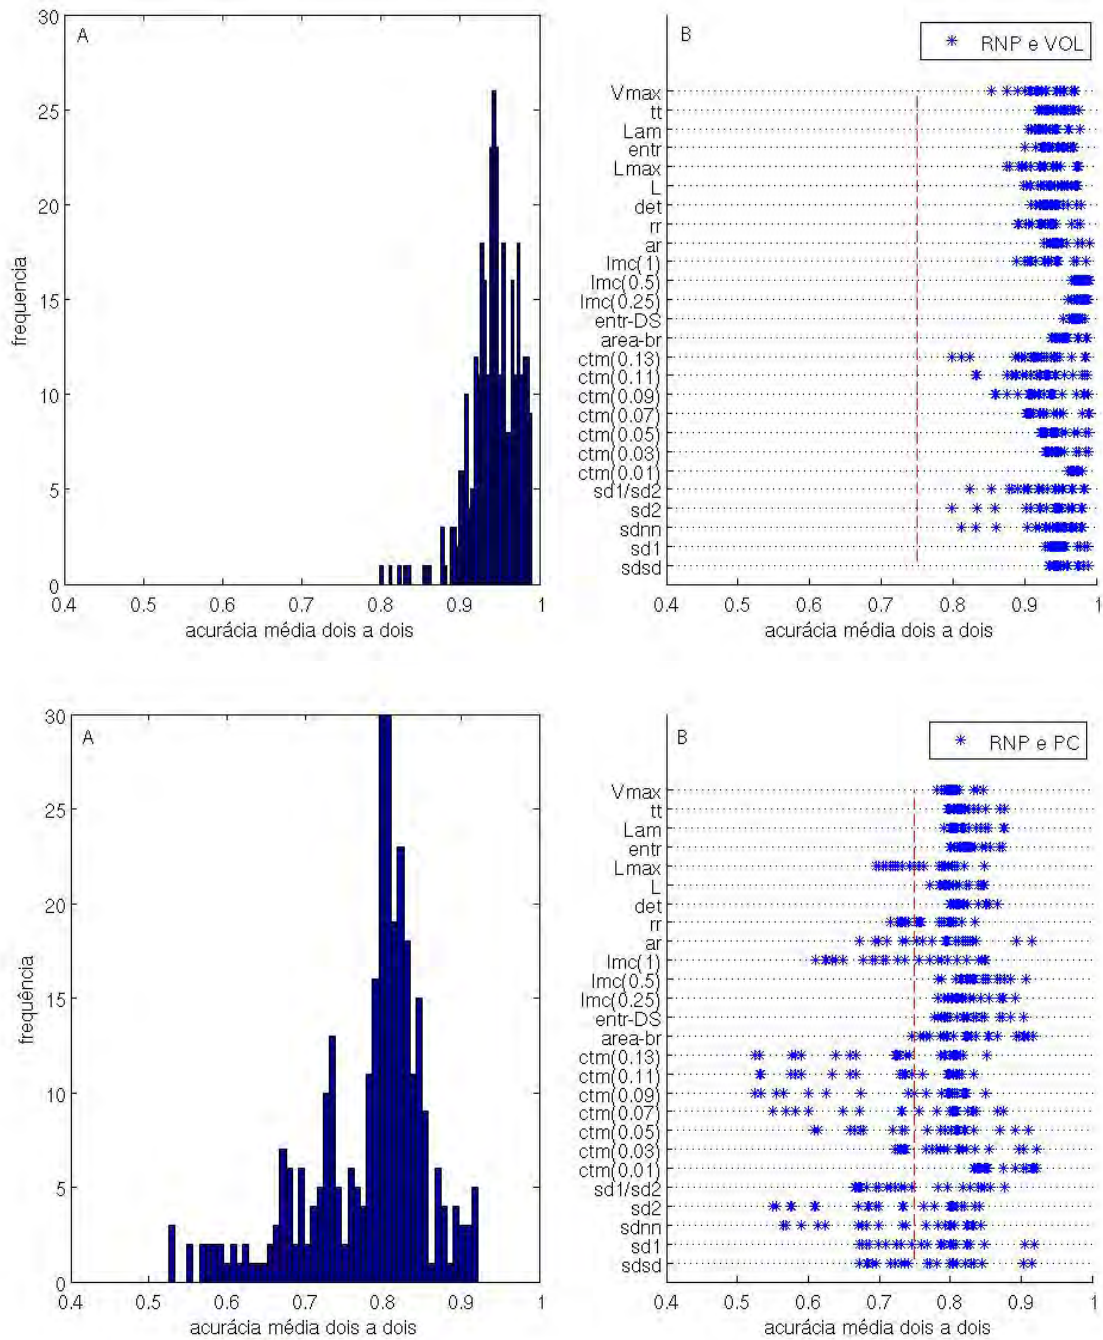 A
30
25
20
15
10
5
0
frequencia
0.4 0.5 0.6 0.7 0.8 0.9 1
acurácia média dois a dois
B
RNP e VOL
Vmax
tt
Lam
entr
Lmax
L
det
rr
ar
lmc(1)
lmc(0.5)
lmc(0.25)
entr-DS
area-br
ctm(0.13)
ctm(0.11)
ctm(0.09)
ctm(0.07)
ctm(0.05)
ctm(0.03)
ctm(0.01)
sd1/sd2
sd2
sdnn
sd1
sdsd
0.4 0.5 0.6 0.7 0.8 0.9 1
acurácia média dois a dois
A
30
25
20
15
10
5
0
frequência
0.4 0.5 0.6 0.7 0.8 0.9 1
acurácia média dois a dois
B
RNP e PC
Vmax
tt
Lam
entr
Lmax
L
det
rr
ar
lmc(1)
lmc(0.5)
lmc(0.25)
entr-DS
area-br
ctm(0.13)
ctm(0.11)
ctm(0.09)
ctm(0.07)
ctm(0.05)
ctm(0.03)
ctm(0.01)
sd1/sd2
sd2
sdnn
sd1
sdsd
0.4 0.5 0.6 0.7 0.8 0.9 1
acurácia média dois a dois